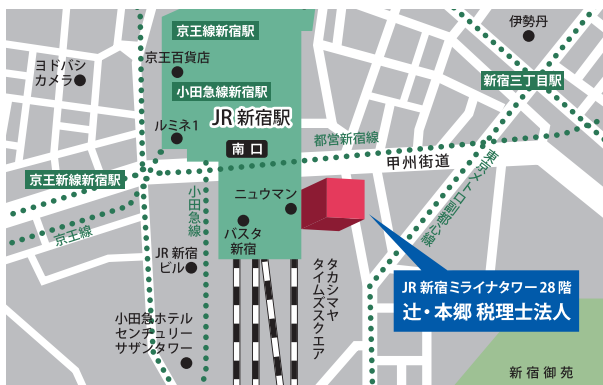 京王線新宿駅
伊勢丹
京王百貨店
ヨドバシ
カメラ
小田急線新宿駅
新宿三丁目駅
JR 新宿駅
ルミネ1
南口
都営新宿線
甲州街道
京王新線新宿駅
小田急線
ニュウマン
東京メトロ副都心線
京王線
バスタ
新宿
JR 新宿
ビル
タカシマヤ
タイムズスクエア
JR 新宿ミライナタワー 28 階
辻・本郷 税理士法人
小田急ホテル
センチュリー
サザンタワー
新宿御苑